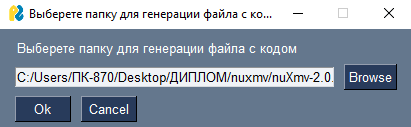 Выберете папку для генерации файла с ко...
Выберете папку для генерации файла с кодом
C:/Users/ПК-870/Desktop/ДИПЛОМ/nuxmv/nuXmv-2.0. Browse
Ok Cancel